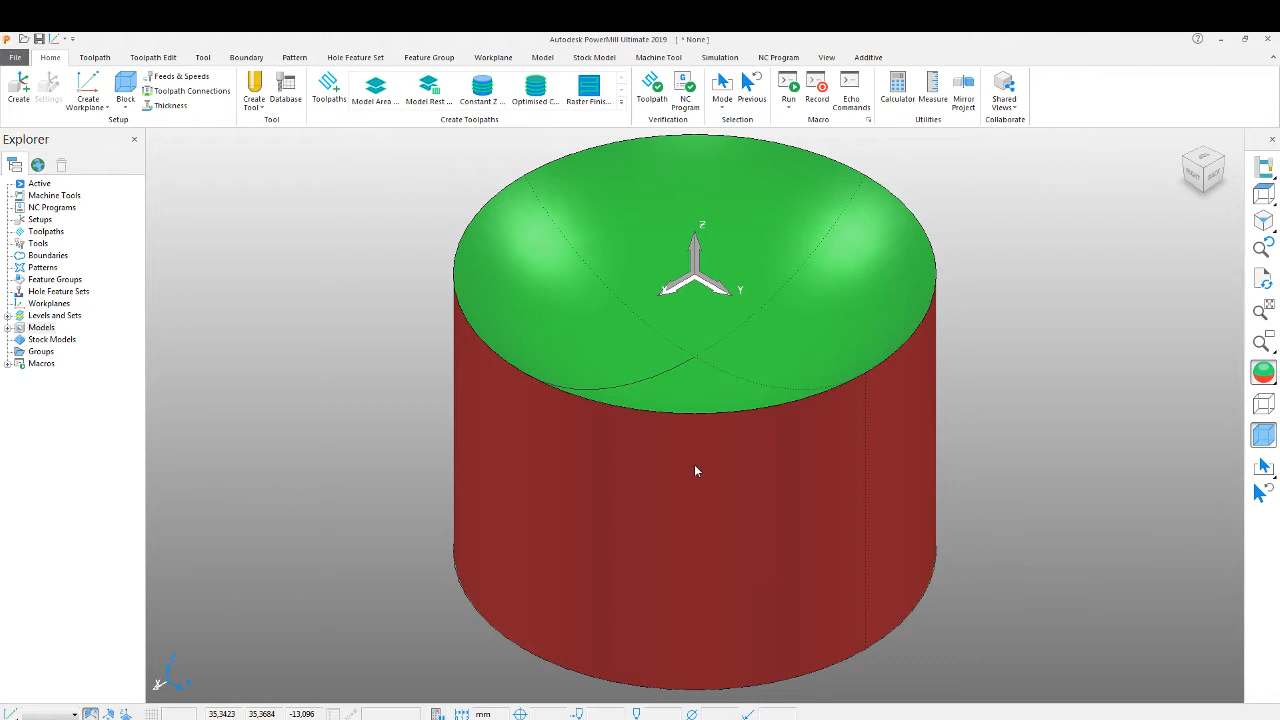 Autodesk PowerMill Ultimate 2019 [ * None ]
File Home Toolpath Toolpath Edit Tool Boundary Pattern Hole Feature Set Feature Group Workplane Model Stock Model Machine Tool Simulation NC Program View Additive
Create
Settings
Create Workplane
Block
Feeds & Speeds
Toolpath Connections
Thickness
Setup
Create Tool
Database
Tool
Toolpaths
Model Area ...
Model Rest ...
Constant Z ...
Optimised C...
Raster Finis...
Create Toolpaths
Toolpath
NC Program
Verification
Mode
Previous
Selection
Run
Record
Echo Commands
Macro
Calculator
Measure
Mirror Project
Utilities
Shared Views
Collaborate
Explorer
Active
Machine Tools
NC Programs
Setups
Toolpaths
Tools
Boundaries
Patterns
Feature Groups
Hole Feature Sets
Workplanes
Levels and Sets
Models
Stock Models
Groups
Macros
Z
X
Y
RIGHT
BACK
Z
X
Y
35,3423 35,3684 -13,096 mm